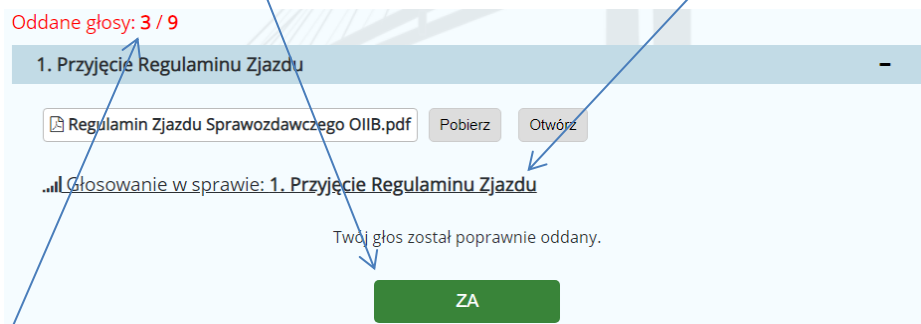 Oddane głosy: 3 / 9
1. Przyjęcie Regulaminu Zjazdu
Regulamin Zjazdu Sprawozdawczego OIIB.pdf Pobierz Otwórz
Głosowanie w sprawie: 1. Przyjęcie Regulaminu Zjazdu
Twój głos został poprawnie oddany.
ZA